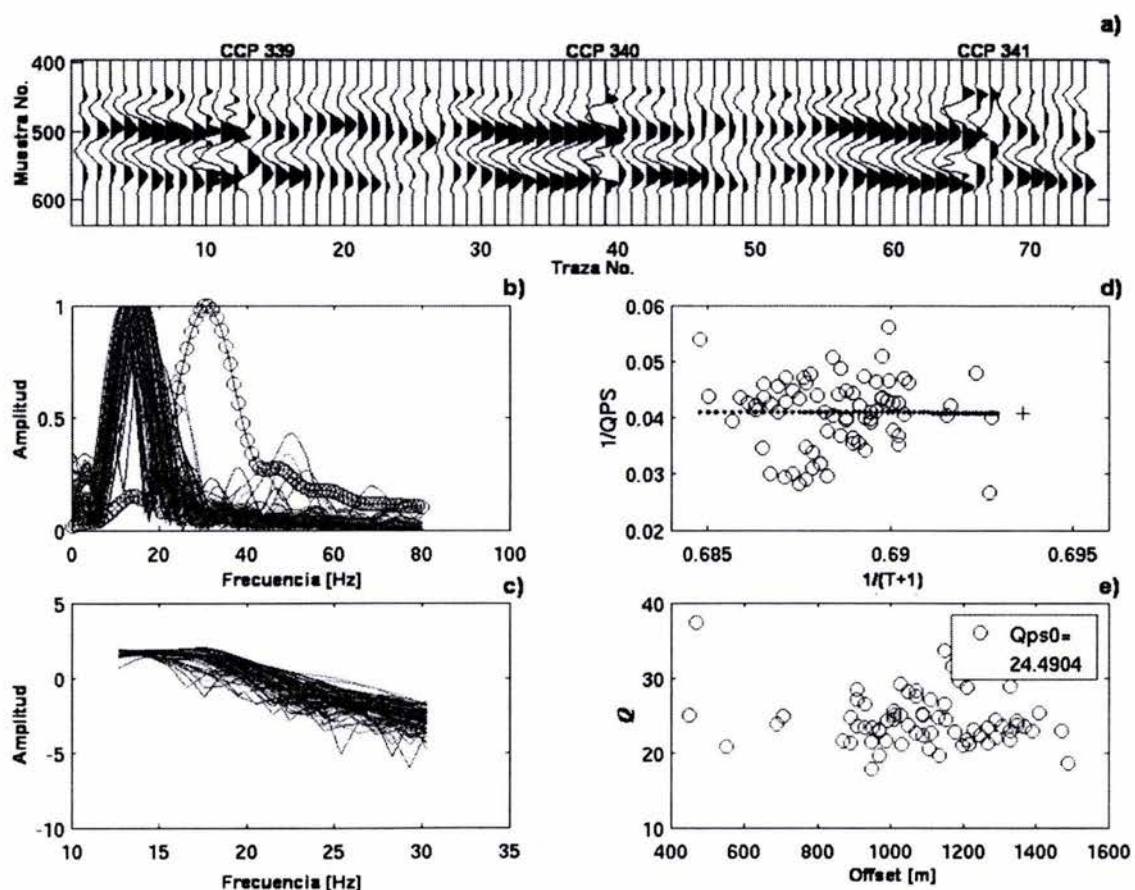 a)
CCP 339 CCP 340 CCP 341
400
500
600
Muestra No.
10 20 30 40 50 60 70
Traza No.
b)
1
0.5
0
Amplitud
0 20 40 60 80 100
Frecuencia [Hz]
d)
0.06
0.05
0.04
0.03
0.02
1/QPS
0.685 0.69 0.695
1/(T+1)
c)
5
0
-5
-10
Amplitud
10 15 20 25 30 35
Frecuencia [Hz]
e)
40
30
20
10
Q
Qps0=
24.4904
400 600 800 1000 1200 1400 1600
Offset [m]